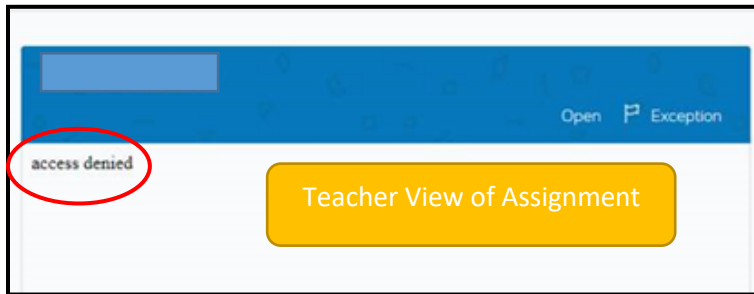 Open Exception
access denied
Teacher View of Assignment